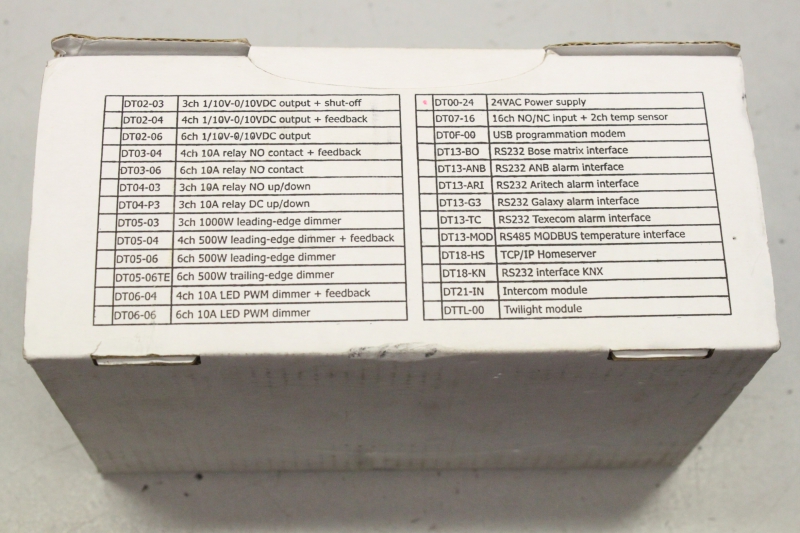 DT02-03 3ch 1/10V-0/10VDC output + shut-off
DT02-04 4ch 1/10V-0/10VDC output + feedback
DT02-06 6ch 1/10V-0/10VDC output
DT03-04 4ch 10A relay NO contact + feedback
DT03-06 6ch 10A relay NO contact
DT04-03 3ch 10A relay NO up/down
DT04-P3 3ch 10A relay DC up/down
DT05-03 3ch 1000W leading-edge dimmer
DT05-04 4ch 500W leading-edge dimmer + feedback
DT05-06 6ch 500W leading-edge dimmer
DT05-06TE 6ch 500W trailing-edge dimmer
DT06-04 4ch 10A LED PWM dimmer + feedback
DT06-06 6ch 10A LED PWM dimmer
DT00-24 24VAC Power supply
DT07-16 16ch NO/NC input + 2ch temp sensor
DT0F-00 USB programmation modem
DT13-BO RS232 Bose matrix interface
DT13-ANB RS232 ANB alarm interface
DT13-ARI RS232 Aritech alarm interface
DT13-G3 RS232 Galaxy alarm interface
DT13-TC RS232 Texecom alarm interface
DT13-MOD RS485 MODBUS temperature interface
DT18-HS TCP/IP Homeserver
DT18-KN RS232 interface KNX
DT21-IN Intercom module
DTTL-00 Twilight module